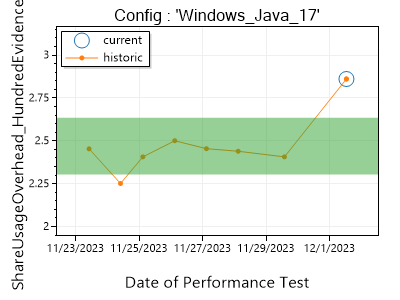 Config : 'Windows_Java_17'
current
historic
ShareUsageOverhead_HundredEvidence
3
2.75
2.5
2.25
2
11/23/2023
11/25/2023
11/27/2023
11/29/2023
12/1/2023
Date of Performance Test